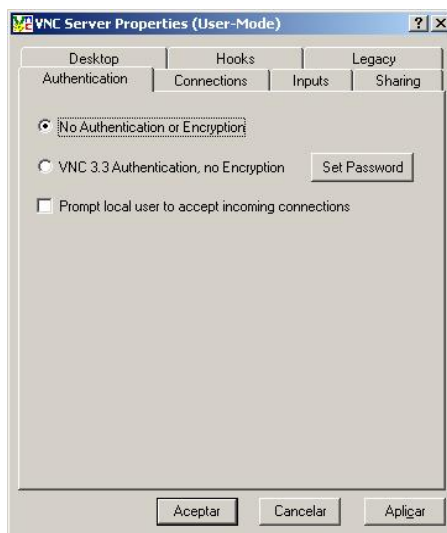 VNC Server Properties (User-Mode)
Desktop Hooks Legacy
Authentication Connections Inputs Sharing
No Authentication or Encryption
VNC 3.3 Authentication, no Encryption Set Password
Prompt local user to accept incoming connections
Aceptar Cancelar Aplicar